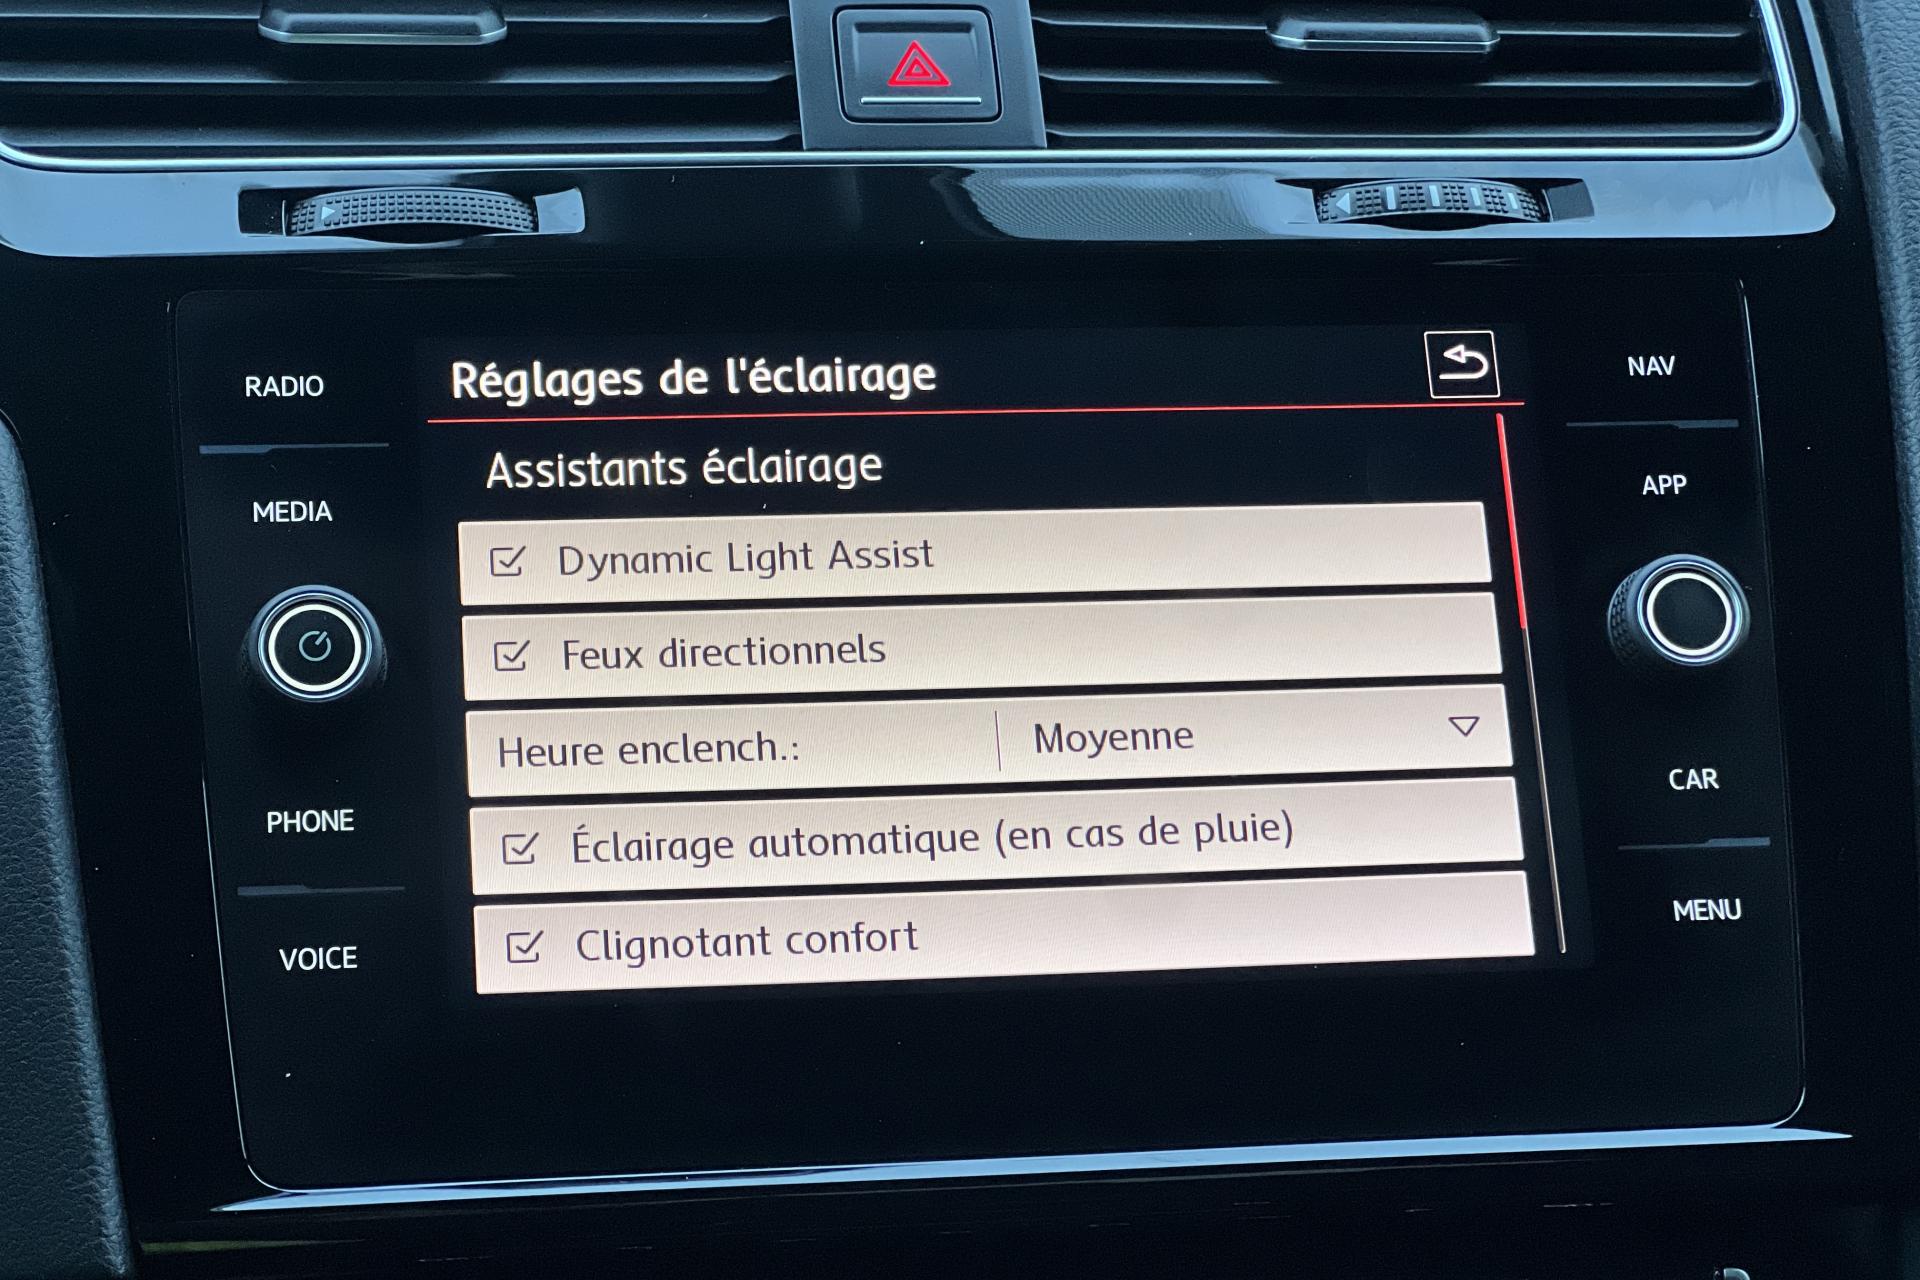 Réglages de l'éclairage
Assistants éclairage
Dynamic Light Assist
Feux directionnels
Heure enclench.: Moyenne
Éclairage automatique (en cas de pluie)
Clignotant confort
RADIO
MEDIA
PHONE
VOICE
NAV
APP
CAR
MENU